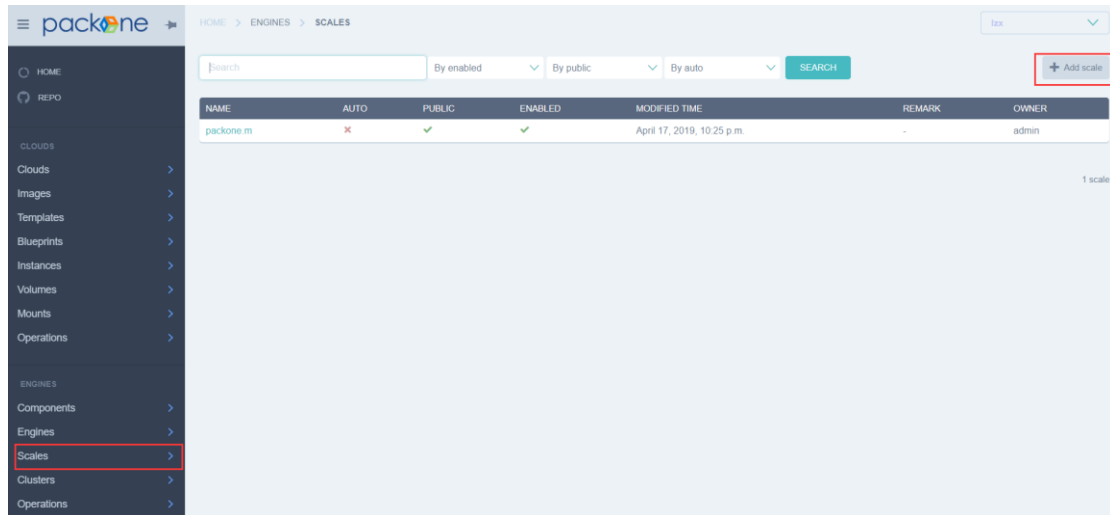 packone
HOME > ENGINES > SCALES
lzx
HOME
REPO
Search
By enabled
By public
By auto
SEARCH
+ Add scale
NAME AUTO PUBLIC ENABLED MODIFIED TIME REMARK OWNER
packone.m April 17, 2019, 10:25 p.m. - admin
1 scale
CLOUDS
Clouds
Images
Templates
Blueprints
Instances
Volumes
Mounts
Operations
ENGINES
Components
Engines
Scales
Clusters
Operations